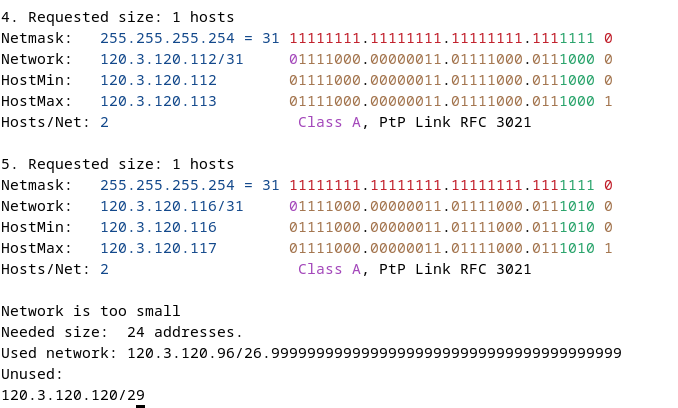 4. Requested size: 1 hosts
Netmask:   255.255.255.254 = 31 11111111.11111111.11111111.1111111 0
Network:   120.3.120.112/31     01111000.00000011.01111000.0111000 0
HostMin:   120.3.120.112        01111000.00000011.01111000.0111000 0
HostMax:   120.3.120.113        01111000.00000011.01111000.0111000 1
Hosts/Net: 2                     Class A, PtP Link RFC 3021

5. Requested size: 1 hosts
Netmask:   255.255.255.254 = 31 11111111.11111111.11111111.1111111 0
Network:   120.3.120.116/31     01111000.00000011.01111000.0111010 0
HostMin:   120.3.120.116        01111000.00000011.01111000.0111010 0
HostMax:   120.3.120.117        01111000.00000011.01111000.0111010 1
Hosts/Net: 2                     Class A, PtP Link RFC 3021

Network is too small
Needed size:  24 addresses.
Used network: 120.3.120.96/26.99999999999999999999999999999999999999
Unused:
120.3.120.120/29